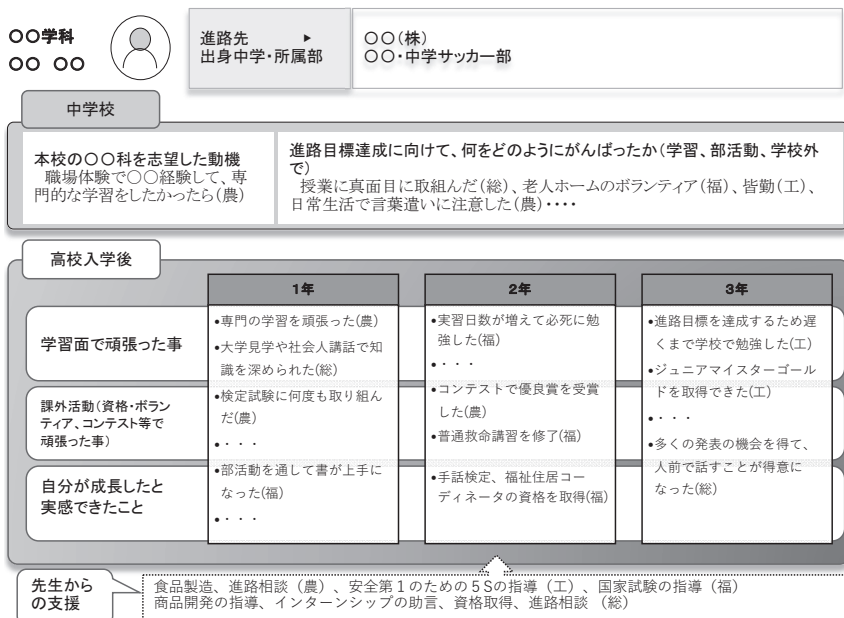 〇〇学科
〇〇 〇〇
進路先 ▶
出身中学・所属部
〇〇(株)
〇〇・中学サッカー部
中学校
本校の〇〇科を志望した動機
職場体験で〇〇経験して、専
門的な学習をしたかったら(農)
進路目標達成に向けて、何をどのようにがんばったか(学習、部活動、学校外
で)
授業に真面目に取組んだ(総)、老人ホームのボランティア(福)、皆勤(工)、
日常生活で言葉遣いに注意した(農)・・・・
高校入学後
1年
2年
3年
学習面で頑張った事
•専門の学習を頑張った(農)
•大学見学や社会人講話で知
識を深められた(総)
•実習日数が増えて必死に勉
強した(福)
•・・・
•進路目標を達成するため遅
くまで学校で勉強した(工)
•ジュニアマイスターゴール
ドを取得できた(工)
課外活動(資格・ボラン
ティア、コンテスト等で
頑張った事)
•検定試験に何度も取り組ん
だ(農)
•・・・
•コンテストで優良賞を受賞
した(農)
•普通救命講習を修了(福)
•・・・
自分が成長したと
実感できたこと
•部活動を通して書が上手に
なった(福)
•・・・
•手話検定、福祉住居コー
ディネータの資格を取得(福)
•多くの発表の機会を得て、
人前で話すことが得意に
なった(総)
先生から
の支援
食品製造、進路相談（農）、安全第１のための５Sの指導（工）、国家試験の指導（福）
商品開発の指導、インターンシップの助言、資格取得、進路相談 （総）